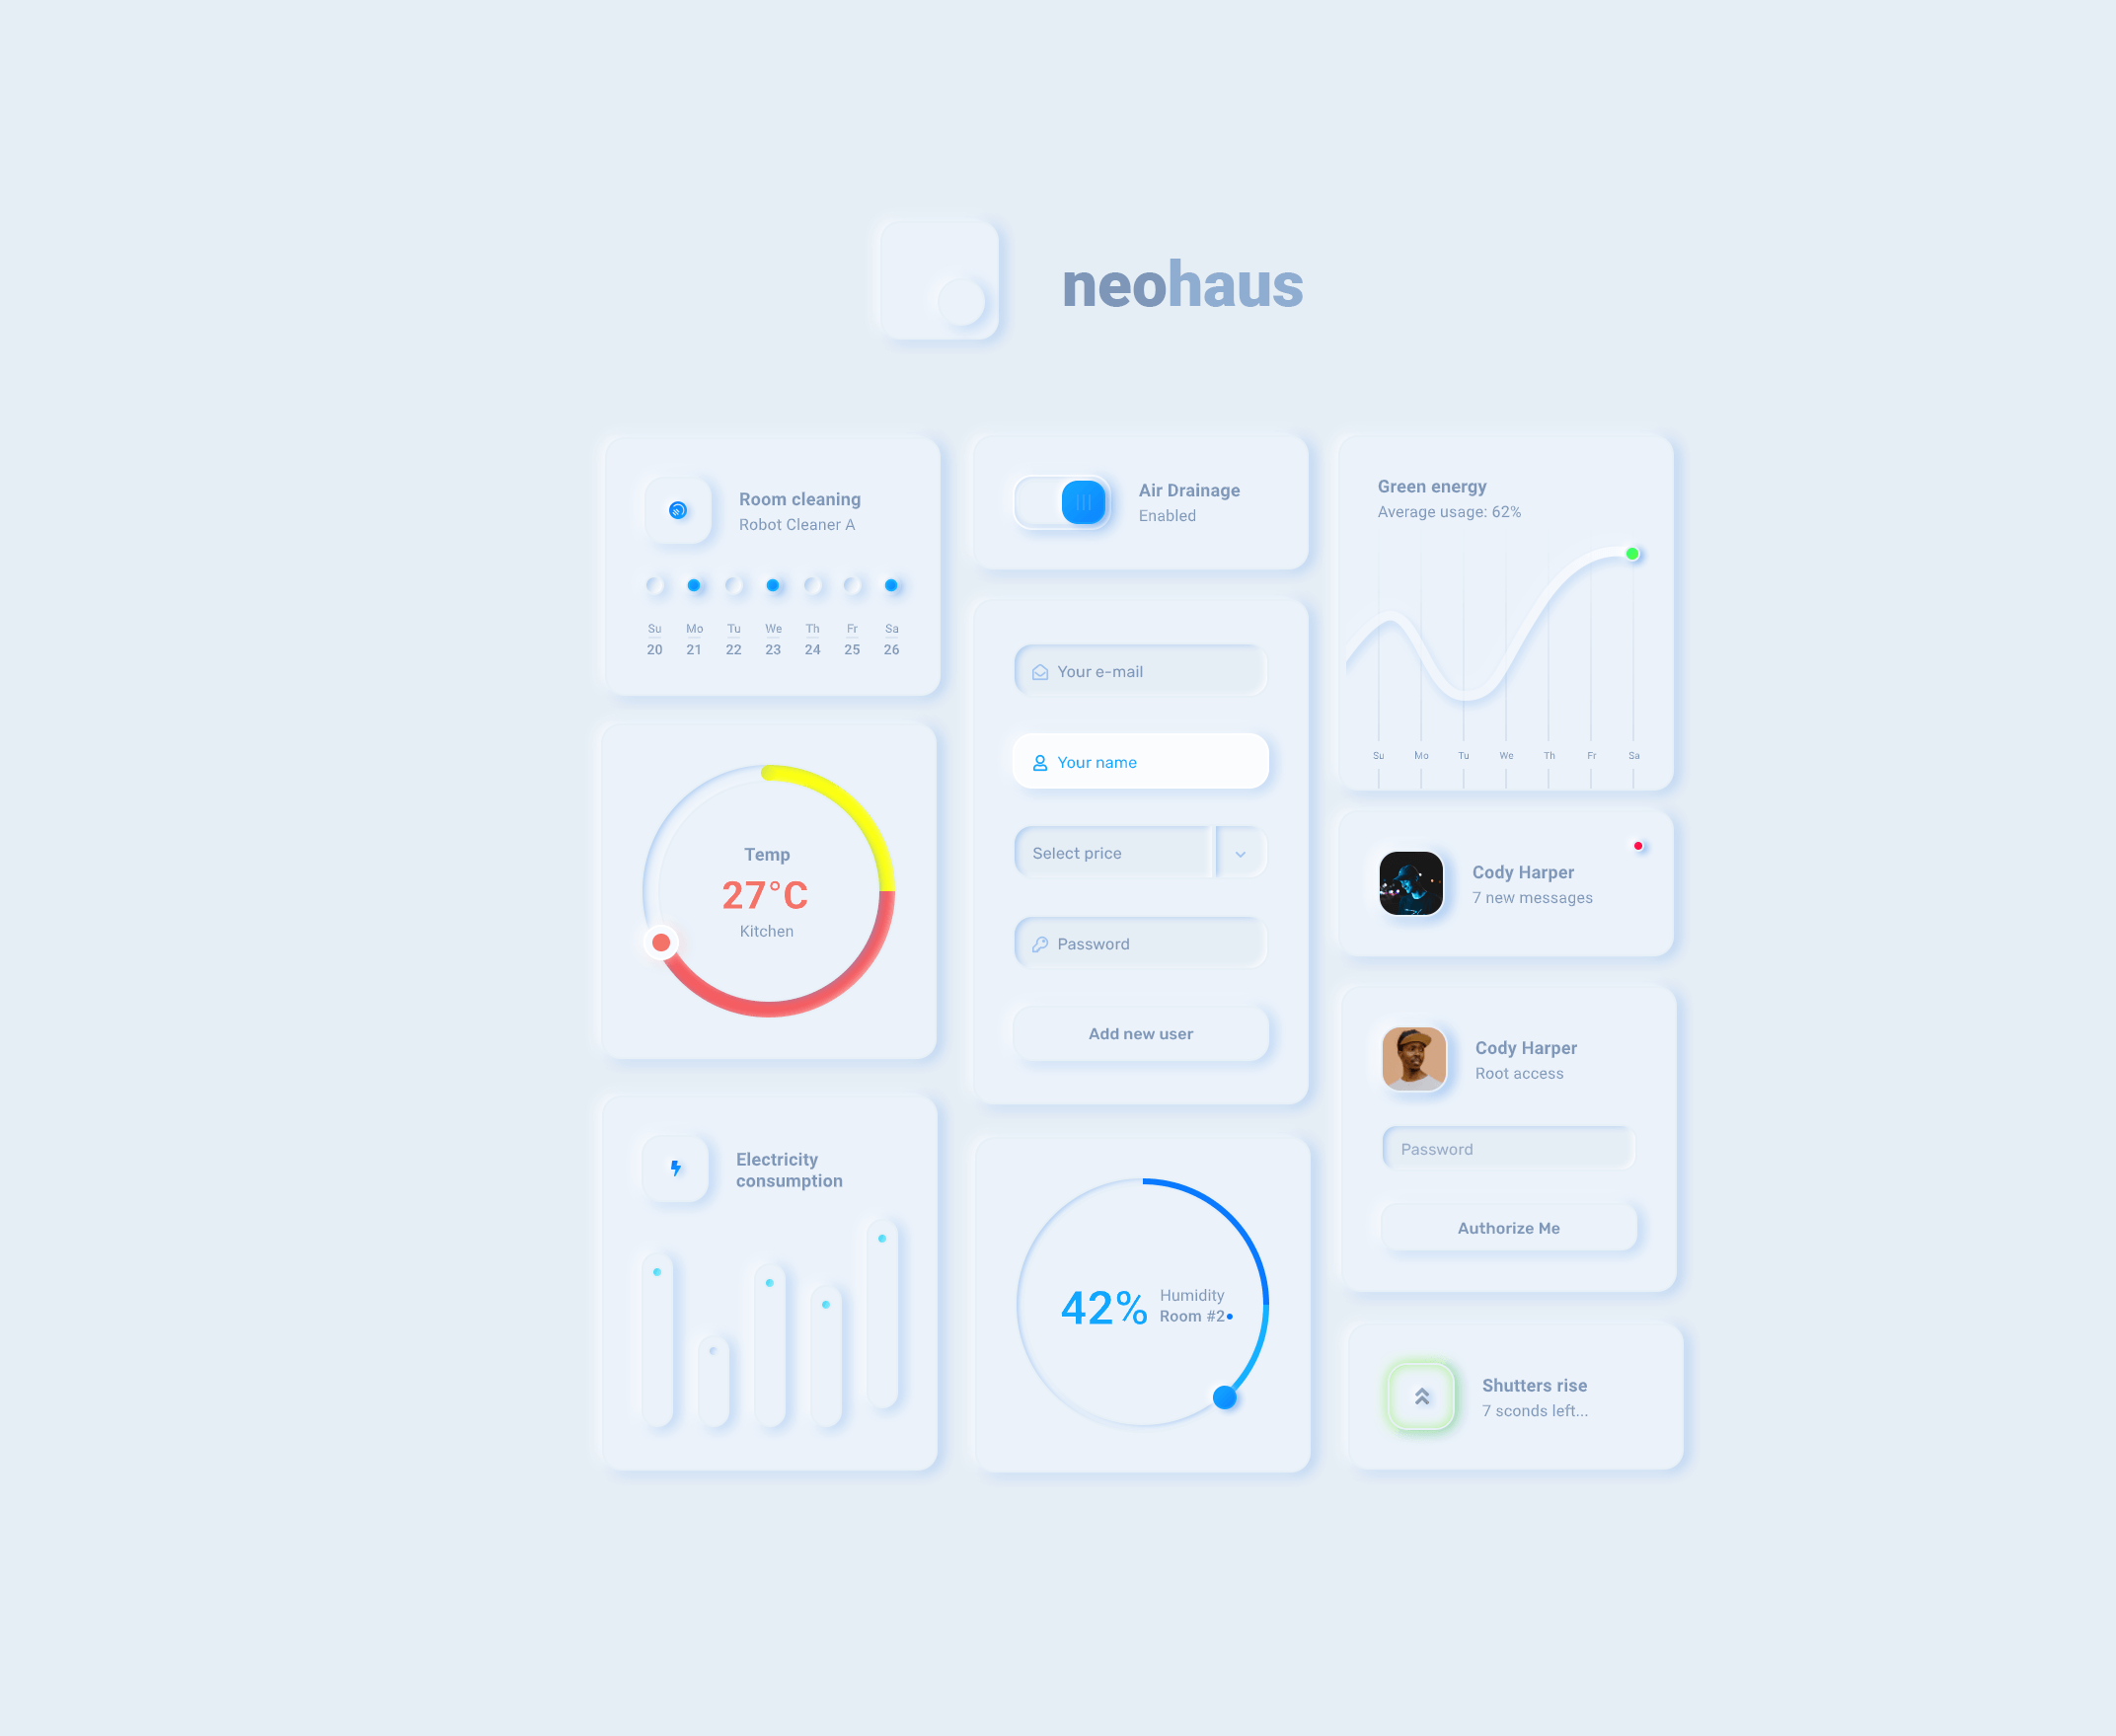 neohaus
Room cleaning
Robot Cleaner A
Su Mo Tu We Th Fr Sa
20 21 22 23 24 25 26
Temp
27°C
Kitchen
Electricity
consumption
Air Drainage
Enabled
Your e-mail
Your name
Select price
Password
Add new user
42%
Humidity
Room #2
Green energy
Average usage: 62%
Su Mo Tu We Th Fr Sa
Cody Harper
7 new messages
Cody Harper
Root access
Password
Authorize Me
Shutters rise
7 sconds left...